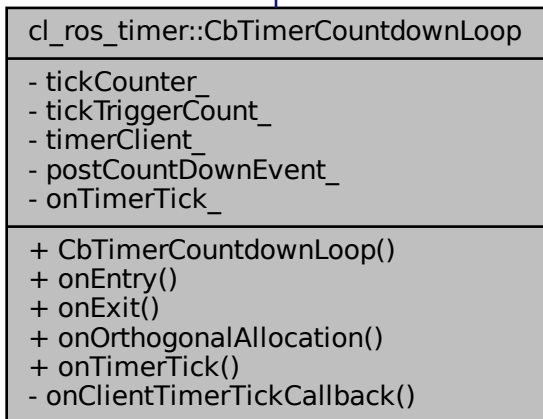 cl_ros_timer::CbTimerCountdownLoop
- tickCounter_
- tickTriggerCount_
- timerClient_
- postCountDownEvent_
- onTimerTick_
+ CbTimerCountdownLoop()
+ onEntry()
+ onExit()
+ onOrthogonalAllocation()
+ onTimerTick()
- onClientTimerTickCallback()